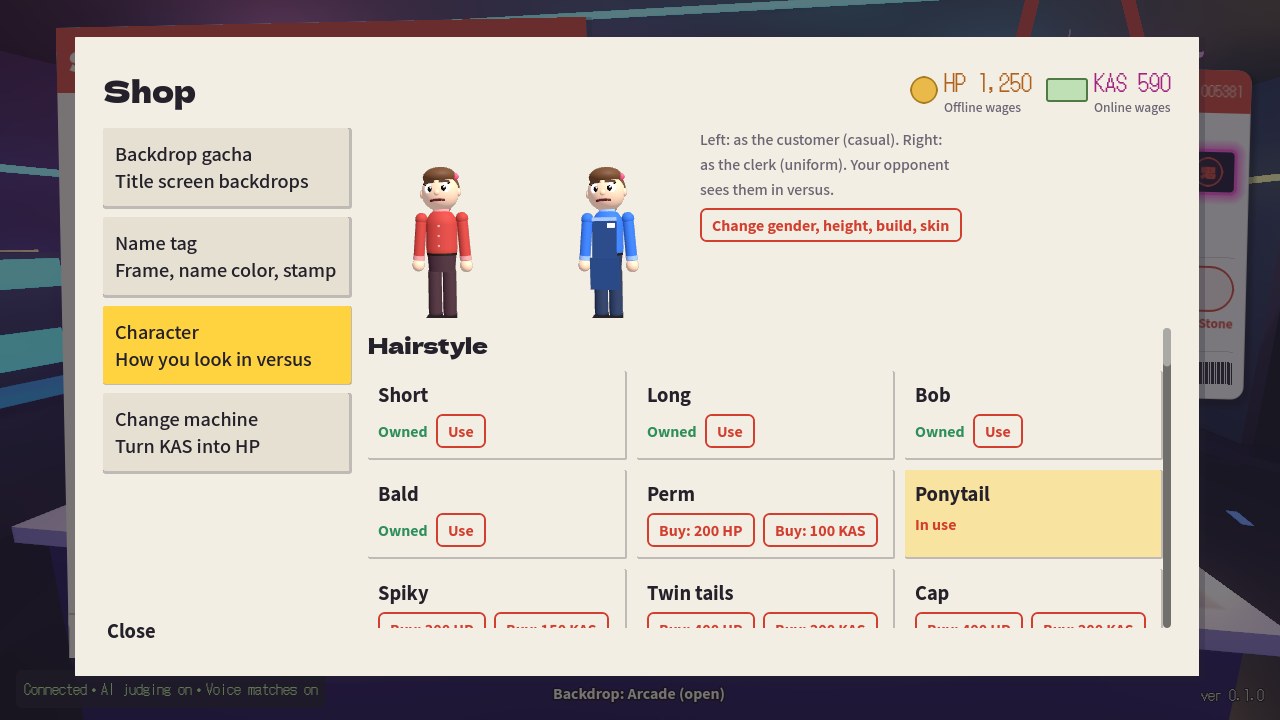 Shop
HP 1,250
Offline wages
KAS 590
Online wages
Backdrop gacha
Title screen backdrops
Name tag
Frame, name color, stamp
Character
How you look in versus
Change machine
Turn KAS into HP
Close
Left: as the customer (casual). Right:
as the clerk (uniform). Your opponent
sees them in versus.
Change gender, height, build, skin
Hairstyle
Short
Owned Use
Long
Owned Use
Bob
Owned Use
Bald
Owned Use
Perm
Buy: 200 HP Buy: 100 KAS
Ponytail
In use
Spiky
Twin tails
Cap
005381
Stone
Connected • AI judging on • Voice matches on
Backdrop: Arcade (open)
ver 0.1.0